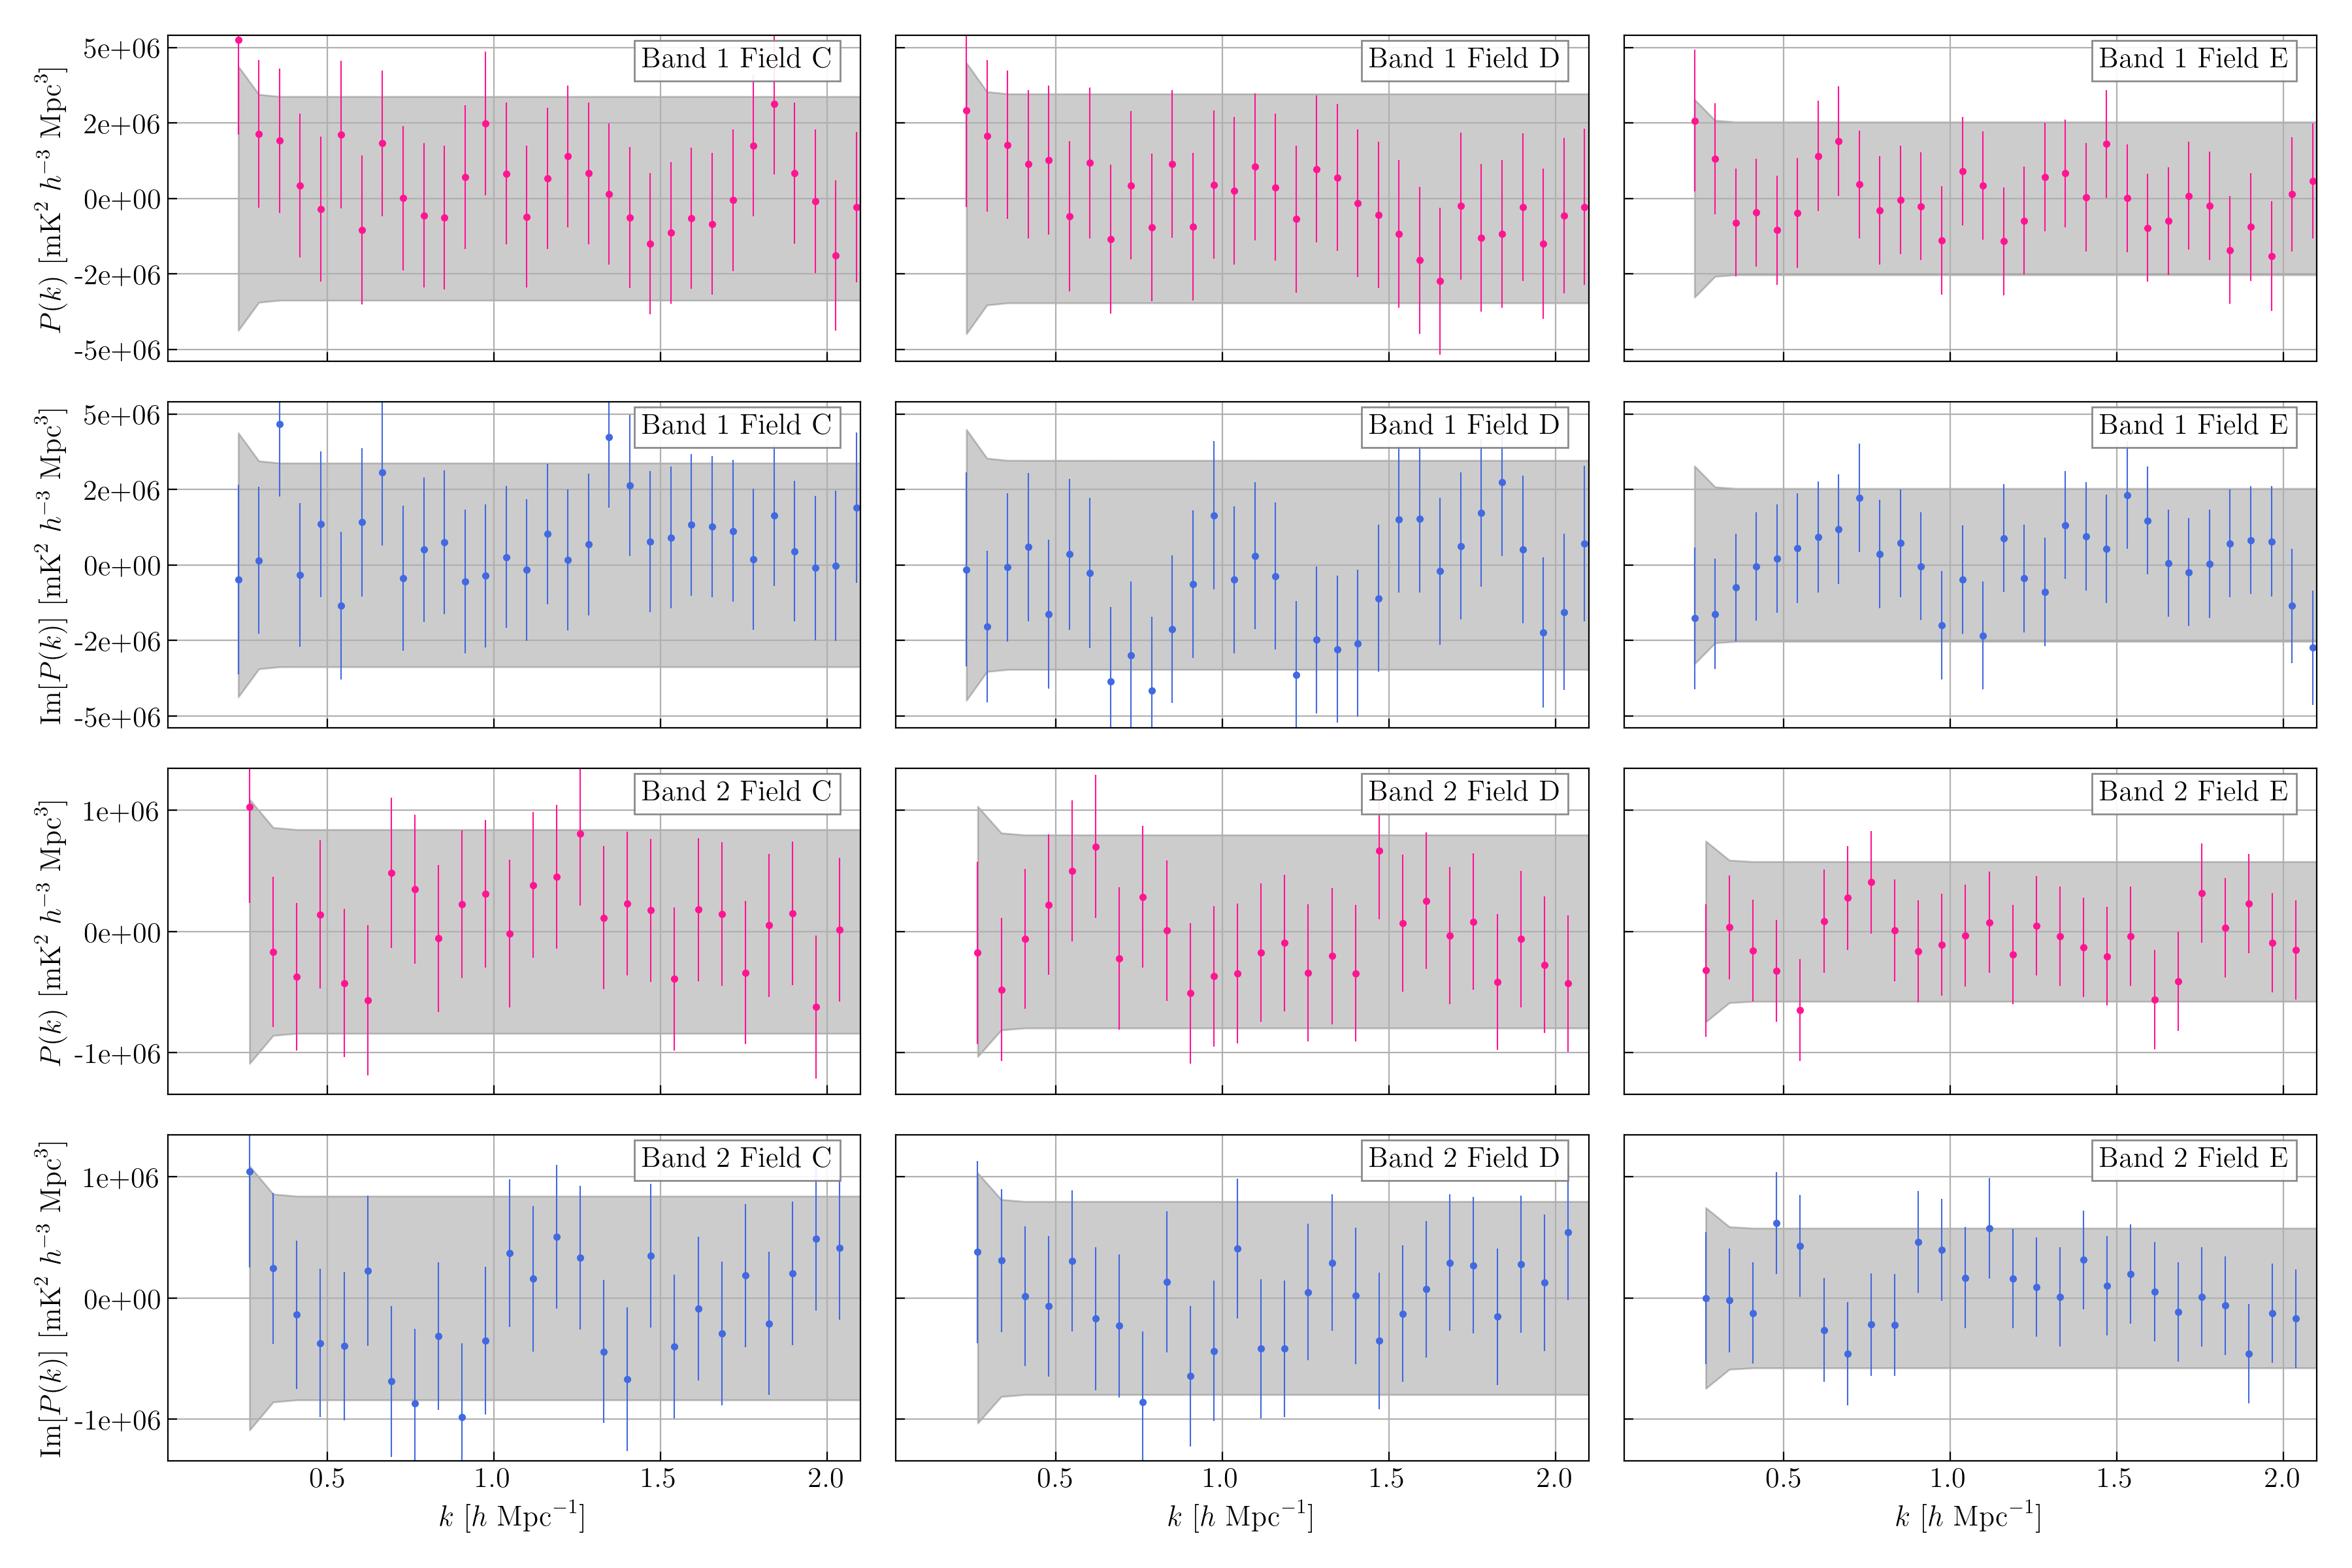 Band 1 Field C
Band 1 Field D
Band 1 Field E
P(k) [mK² h⁻³ Mpc³]
5e+06
2e+06
0e+00
-2e+06
-5e+06
Band 1 Field C
Band 1 Field D
Band 1 Field E
Im[P(k)] [mK² h⁻³ Mpc³]
5e+06
2e+06
0e+00
-2e+06
-5e+06
Band 2 Field C
Band 2 Field D
Band 2 Field E
P(k) [mK² h⁻³ Mpc³]
1e+06
0e+00
-1e+06
Band 2 Field C
Band 2 Field D
Band 2 Field E
Im[P(k)] [mK² h⁻³ Mpc³]
1e+06
0e+00
-1e+06
0.5 1.0 1.5 2.0
0.5 1.0 1.5 2.0
0.5 1.0 1.5 2.0
k [h Mpc⁻¹]
k [h Mpc⁻¹]
k [h Mpc⁻¹]